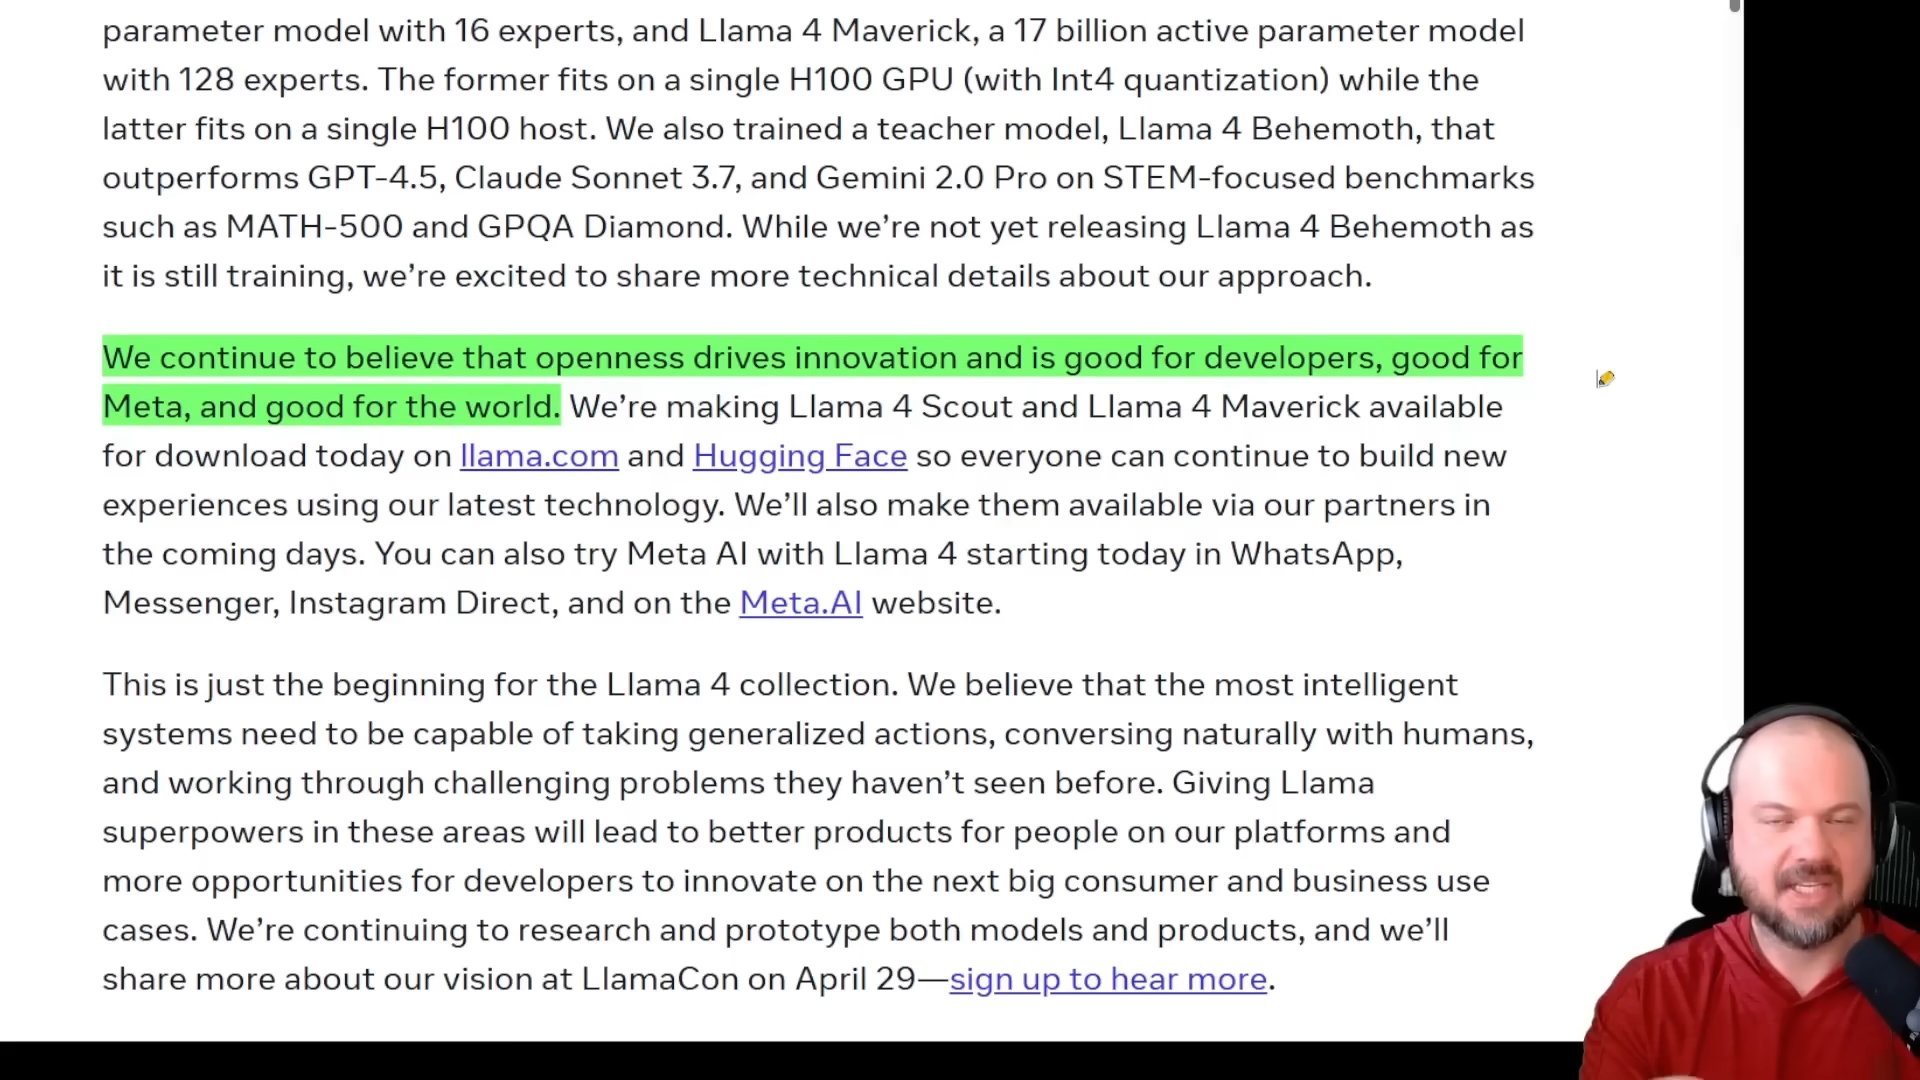 parameter model with 16 experts, and Llama 4 Maverick, a 17 billion active parameter model
with 128 experts. The former fits on a single H100 GPU (with Int4 quantization) while the
latter fits on a single H100 host. We also trained a teacher model, Llama 4 Behemoth, that
outperforms GPT-4.5, Claude Sonnet 3.7, and Gemini 2.0 Pro on STEM-focused benchmarks
such as MATH-500 and GPQA Diamond. While we’re not yet releasing Llama 4 Behemoth as
it is still training, we’re excited to share more technical details about our approach.
We continue to believe that openness drives innovation and is good for developers, good for
Meta, and good for the world. We’re making Llama 4 Scout and Llama 4 Maverick available
for download today on llama.com and Hugging Face so everyone can continue to build new
experiences using our latest technology. We’ll also make them available via our partners in
the coming days. You can also try Meta AI with Llama 4 starting today in WhatsApp,
Messenger, Instagram Direct, and on the Meta.AI website.
This is just the beginning for the Llama 4 collection. We believe that the most intelligent
systems need to be capable of taking generalized actions, conversing naturally with humans,
and working through challenging problems they haven’t seen before. Giving Llama
superpowers in these areas will lead to better products for people on our platforms and
more opportunities for developers to innovate on the next big consumer and business use
cases. We’re continuing to research and prototype both models and products, and we’ll
share more about our vision at LlamaCon on April 29—sign up to hear more.